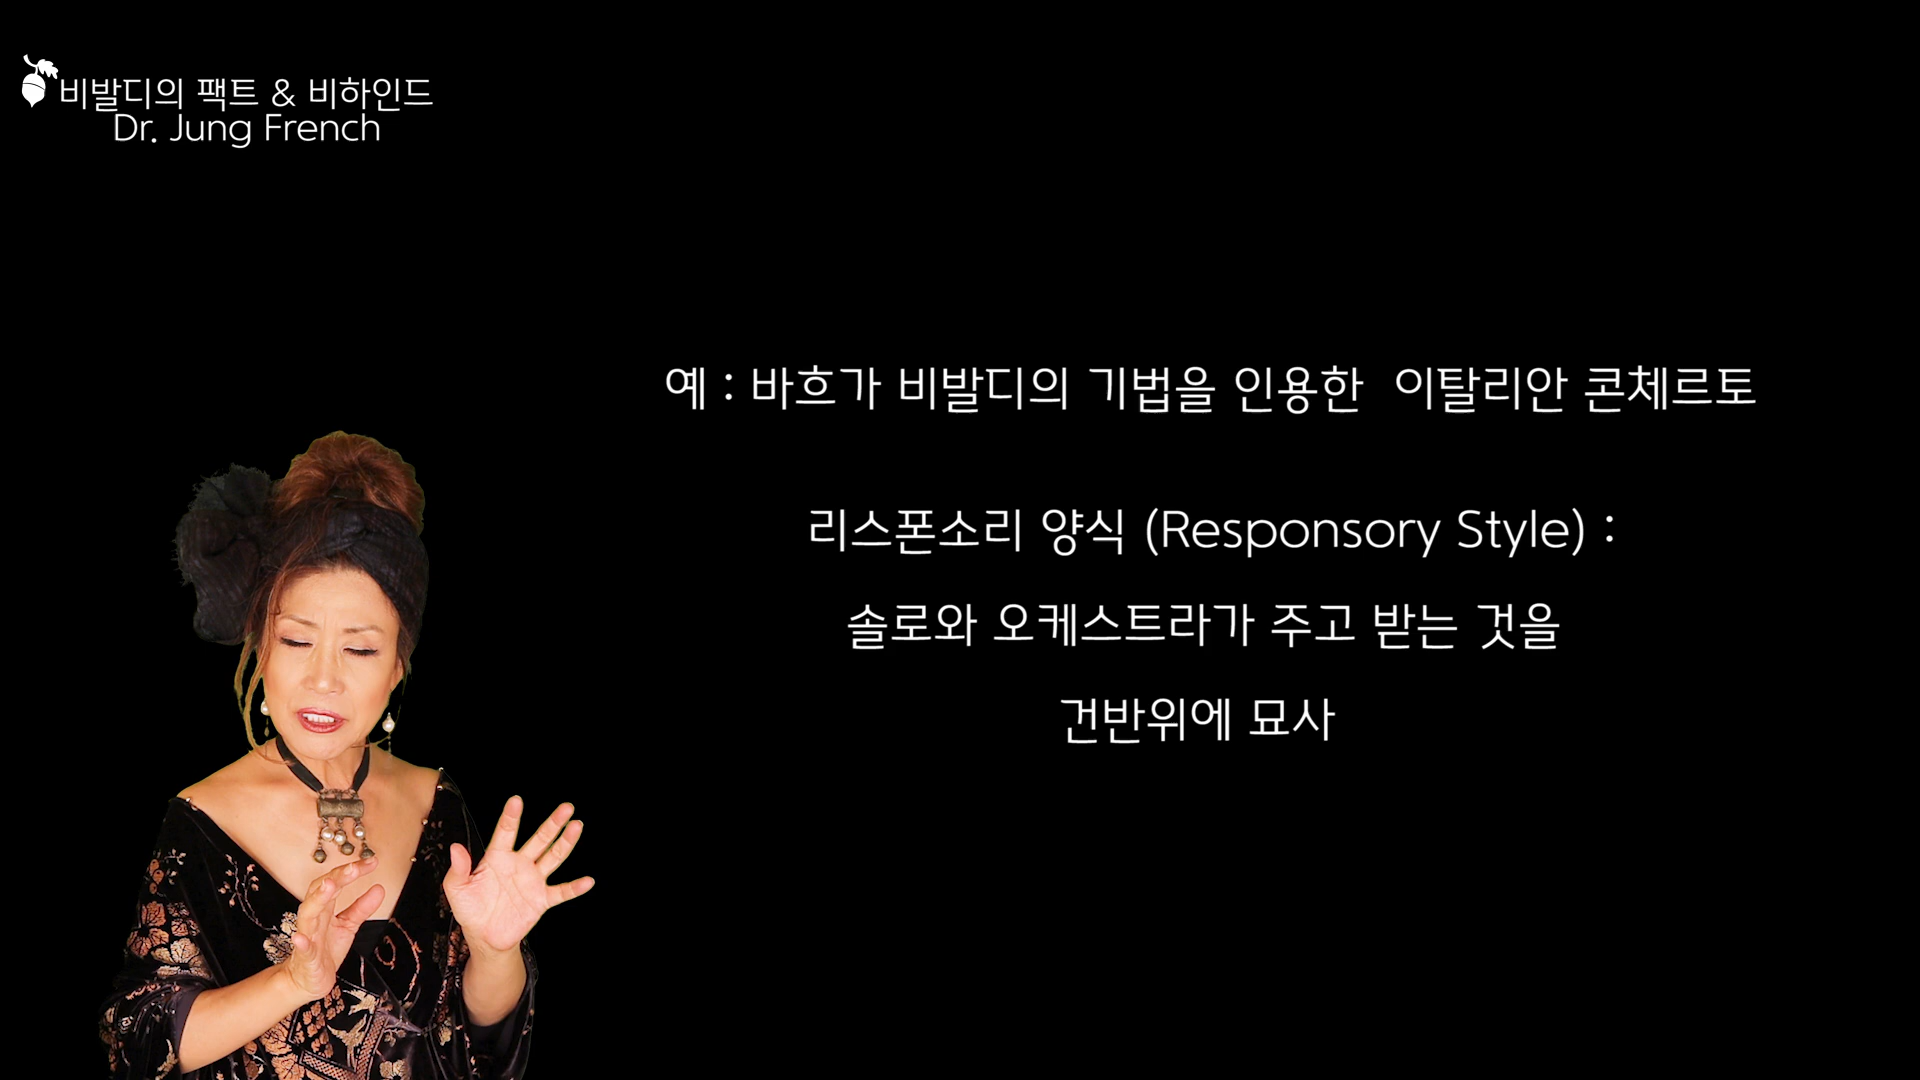 비발디의 팩트 & 비하인드
Dr. Jung French
예 : 바흐가 비발디의 기법을 인용한 이탈리안 콘체르토
리스폰소리 양식 (Responsory Style) :
솔로와 오케스트라가 주고 받는 것을
건반위에 묘사